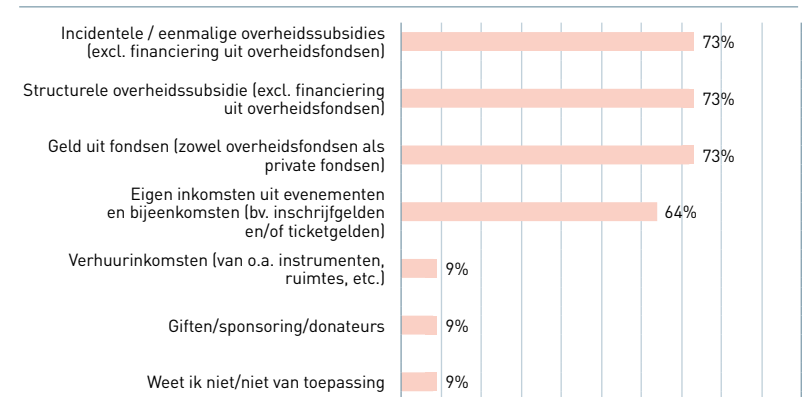 Incidentele / eenmalige overheidssubsidies
(excl. financiering uit overheidsfondsen)
73%
Structurele overheidssubsidie (excl. financiering
uit overheidsfondsen)
73%
Geld uit fondsen (zowel overheidsfondsen als
private fondsen)
73%
Eigen inkomsten uit evenementen
en bijeenkomsten (bv. inschrijfgelden
en/of ticketgelden)
64%
Verhuurinkomsten (van o.a. instrumenten,
ruimtes, etc.)
9%
Giften/sponsoring/donateurs
9%
Weet ik niet/niet van toepassing
9%